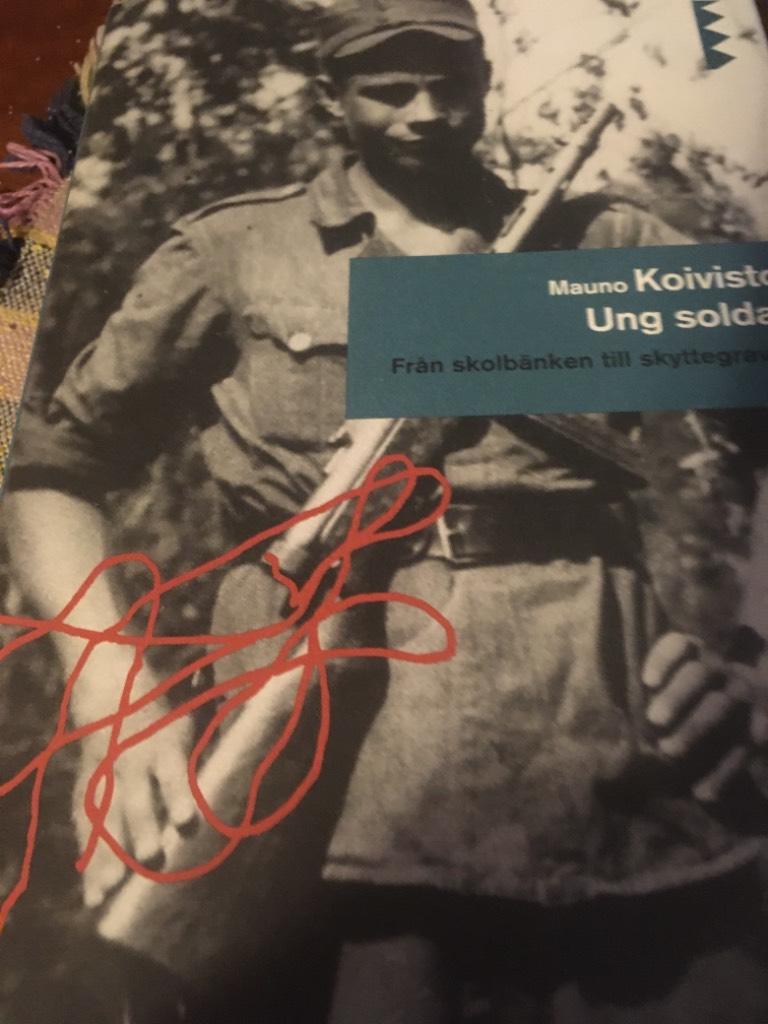 Mauno Koivisto
Ung solda
Från skolbänken till skyttegrav